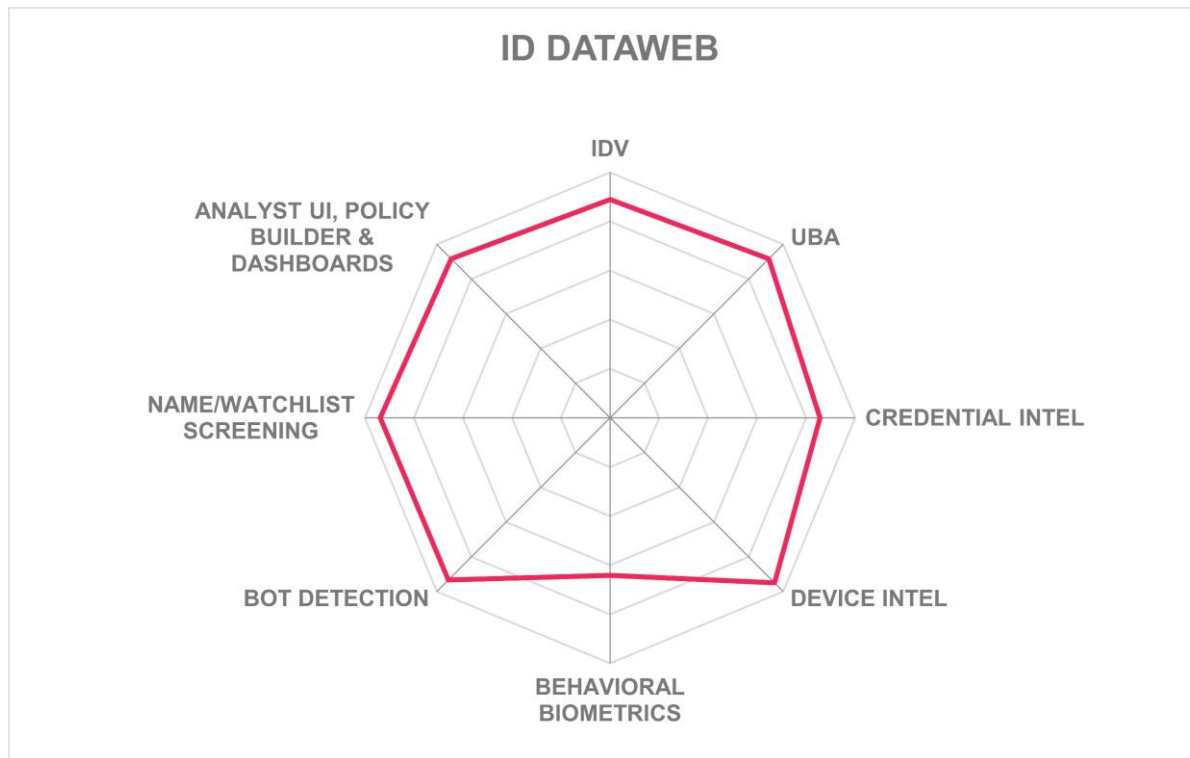 ID DATAWEB
IDV
ANALYST UI, POLICY
BUILDER &
DASHBOARDS
UBA
NAME/WATCHLIST
SCREENING
CREDENTIAL INTEL
BOT DETECTION
DEVICE INTEL
BEHAVIORAL
BIOMETRICS